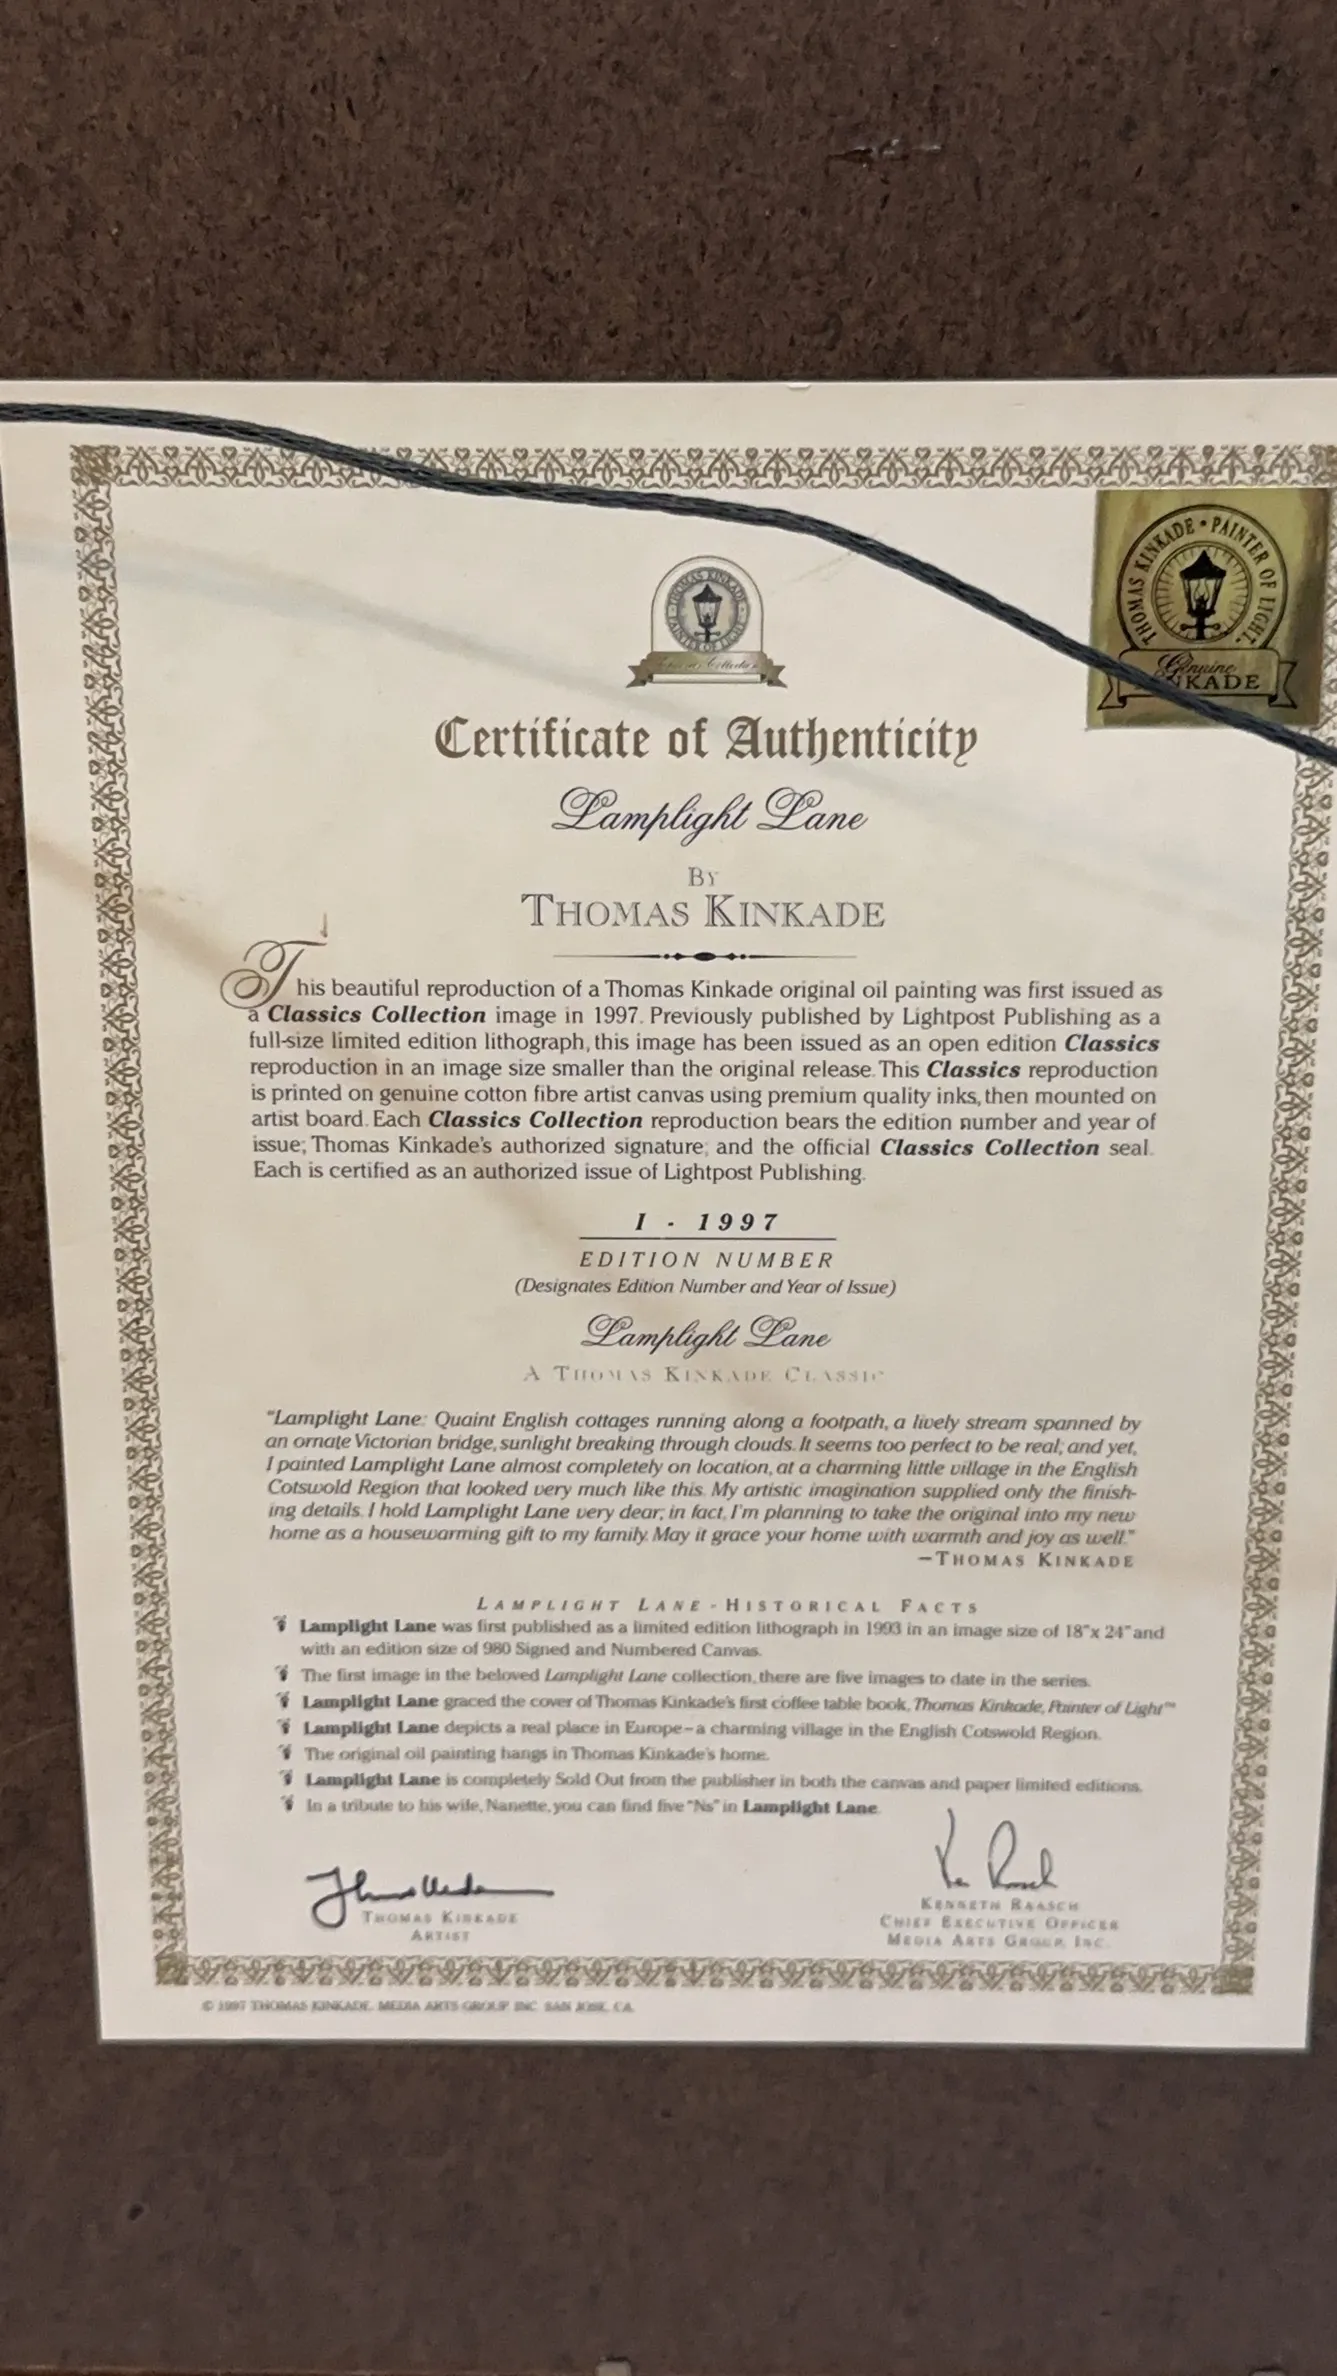 THOMAS KINKADE • PAINTER OF LIGHT
Genuine
THOMAS KINKADE
PAINTER OF LIGHT
Certificate of Authenticity
Lamplight Lane
BY
THOMAS KINKADE
This beautiful reproduction of a Thomas Kinkade original oil painting was first issued as
a Classics Collection image in 1997. Previously published by Lightpost Publishing as a
full-size limited edition lithograph, this image has been issued as an open edition Classics
reproduction in an image size smaller than the original release. This Classics reproduction
is printed on genuine cotton fibre artist canvas using premium quality inks, then mounted on
artist board. Each Classics Collection reproduction bears the edition number and year of
issue; Thomas Kinkade's authorized signature; and the official Classics Collection seal.
Each is certified as an authorized issue of Lightpost Publishing.
I - 1997
EDITION NUMBER
(Designates Edition Number and Year of Issue)
Lamplight Lane
A THOMAS KINKADE CLASSIC
"Lamplight Lane: Quaint English cottages running along a footpath, a lively stream spanned by
an ornate Victorian bridge, sunlight breaking through clouds. It seems too perfect to be real; and yet,
I painted Lamplight Lane almost completely on location, at a charming little village in the English
Cotswold Region that looked very much like this. My artistic imagination supplied only the finish-
ing details. I hold Lamplight Lane very dear; in fact, I'm planning to take the original into my new
home as a housewarming gift to my family. May it grace your home with warmth and joy as well."
–THOMAS KINKADE
LAMPLIGHT LANE - HISTORICAL FACTS
Lamplight Lane was first published as a limited edition lithograph in 1993 in an image size of 18"x 24" and
with an edition size of 980 Signed and Numbered Canvas.
The first image in the beloved Lamplight Lane collection, there are five images to date in the series.
Lamplight Lane graced the cover of Thomas Kinkade's first coffee table book, Thomas Kinkade, Painter of Light™
Lamplight Lane depicts a real place in Europe–a charming village in the English Cotswold Region.
The original oil painting hangs in Thomas Kinkade's home.
Lamplight Lane is completely Sold Out from the publisher in both the canvas and paper limited editions.
In a tribute to his wife, Nanette, you can find five "Ns" in Lamplight Lane.
THOMAS KINKADE
ARTIST
KENNETH RAASCH
CHIEF EXECUTIVE OFFICER
MEDIA ARTS GROUP, INC.
© 1997 THOMAS KINKADE, MEDIA ARTS GROUP INC. SAN JOSE, CA